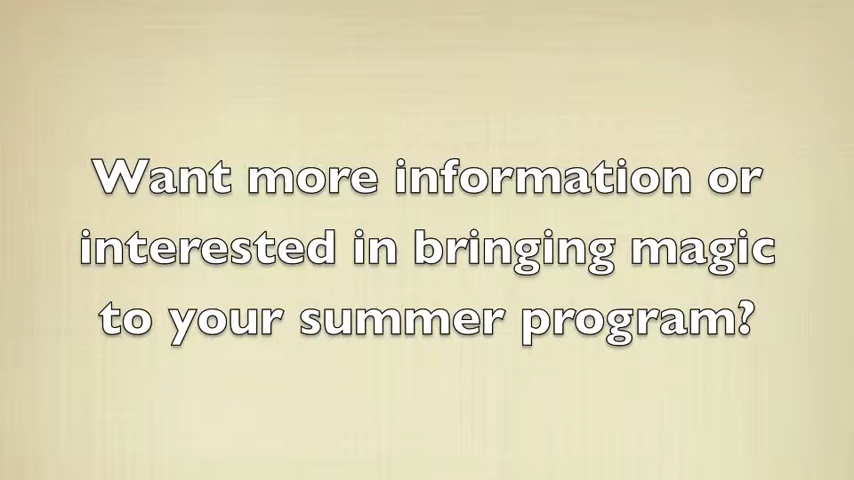 Want more information or
interested in bringing magic
to your summer program?